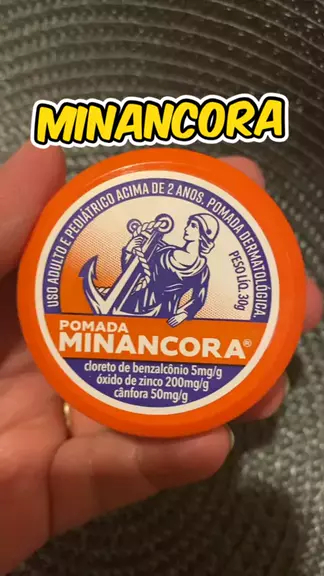 MINANCORA
USO ADULTO E PEDIÁTRICO ACIMA DE 2 ANOS. POMADA DERMATOLÓGICA.
PESO LÍQ. 30g
POMADA
MINANCORA®
cloreto de benzalcônio 5mg/g
óxido de zinco 200mg/g
cânfora 50mg/g